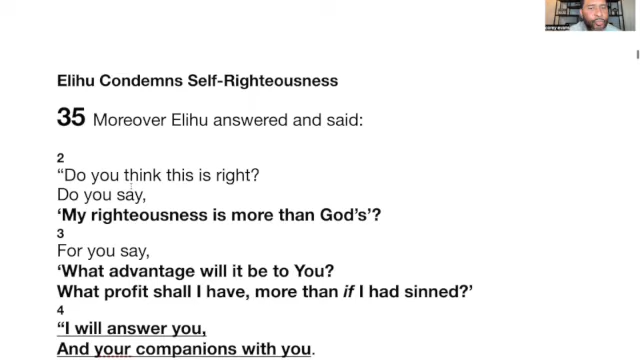 Elihu Condemns Self-Righteousness
35 Moreover Elihu answered and said:
2
“Do you think this is right?
Do you say,
‘My righteousness is more than God’s’?
3
For you say,
‘What advantage will it be to You?
What profit shall I have, more than if I had sinned?’
4
“I will answer you,
And your companions with you.